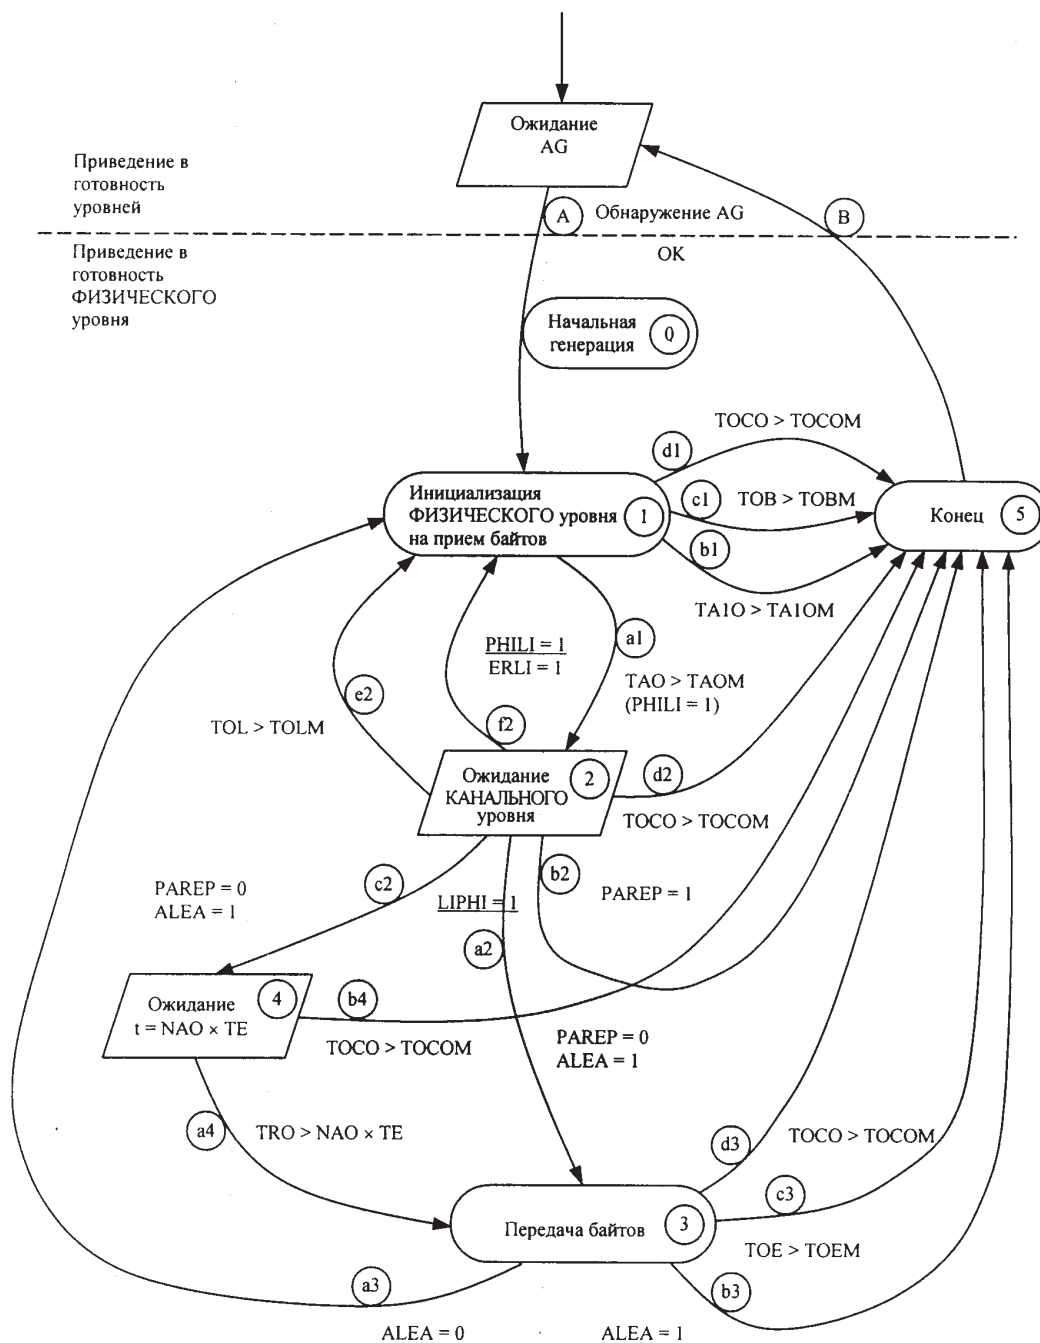 Ожидание
AG
Приведение в
готовность
уровней
A
Обнаружение AG
B
Приведение в
готовность
ФИЗИЧЕСКОГО
уровня
OK
Начальная
генерация
0
TOCO > TOCOM
d1
Инициализация
ФИЗИЧЕСКОГО уровня
на прием байтов
1
c1
TOB > TOBM
Конец
5
b1
TA1O > TA1OM
a1
PHILI = 1
ERLI = 1
TAO > TAOM
(PHILI = 1)
e2
TOL > TOLM
f2
Ожидание
КАНАЛЬНОГО
уровня
2
d2
TOCO > TOCOM
c2
b2
PAREP = 0
ALEA = 1
LIPHI = 1
PAREP = 1
a2
Ожидание
t = NAO × TE
4
b4
TOCO > TOCOM
PAREP = 0
ALEA = 1
a4
TRO > NAO × TE
d3
TOCO > TOCOM
c3
Передача байтов
3
TOE > TOEM
a3
b3
ALEA = 0
ALEA = 1